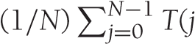 (1/N) ∑_{j=0}^{N−1} T(j